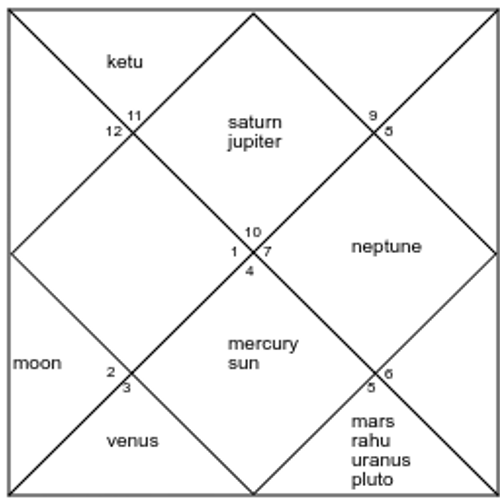 ketu
11
12
saturn
jupiter
9
8
10
1
7
4
neptune
moon
mercury
sun
2
3
6
5
venus
mars
rahu
uranus
pluto